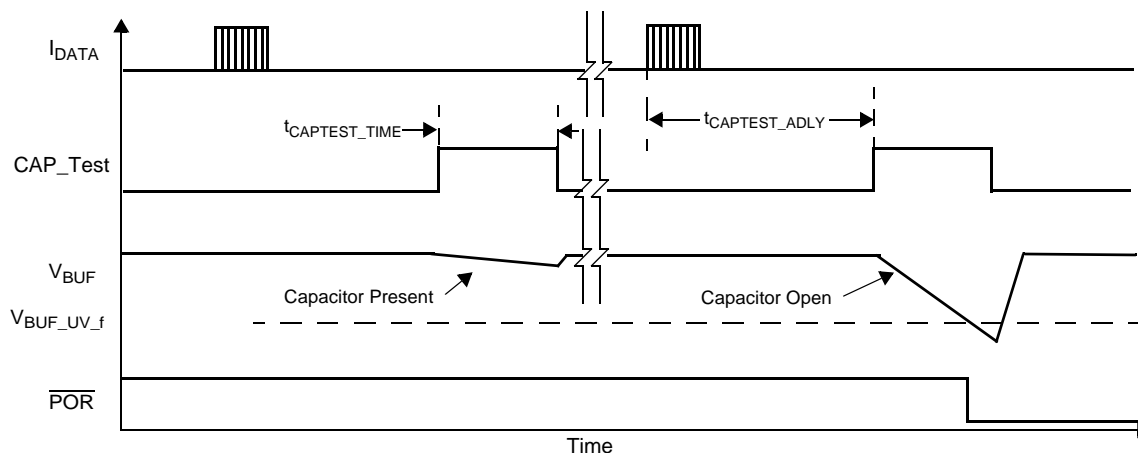 I_DATA
t_CAPTEST_TIME
t_CAPTEST_ADLY
CAP_Test
V_BUF
Capacitor Present
Capacitor Open
V_BUF_UV_f
POR
Time